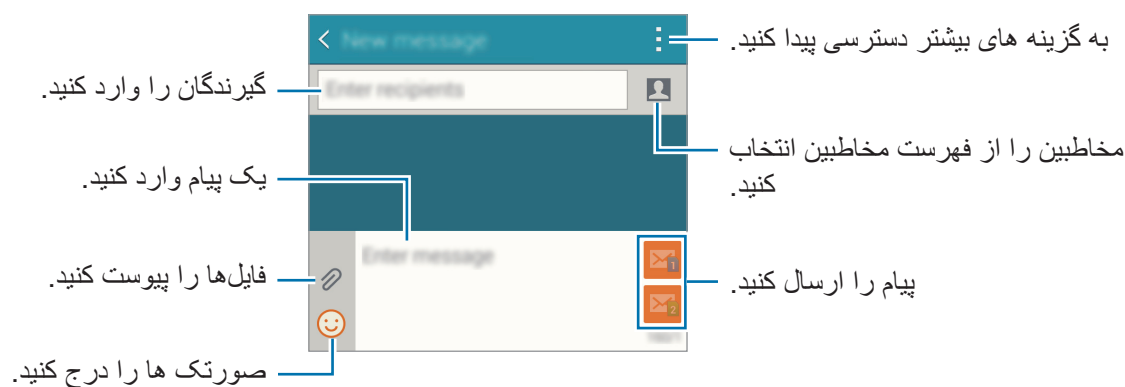 New message
به گزینه های بیشتر دسترسی پیدا کنید.
گیرندگان را وارد کنید.
Enter recipients
مخاطبین را از فهرست مخاطبین انتخاب
کنید.
یک پیام وارد کنید.
Enter message
فایل‌ها را پیوست کنید.
1
پیام را ارسال کنید.
2
صورتک ها را درج کنید.